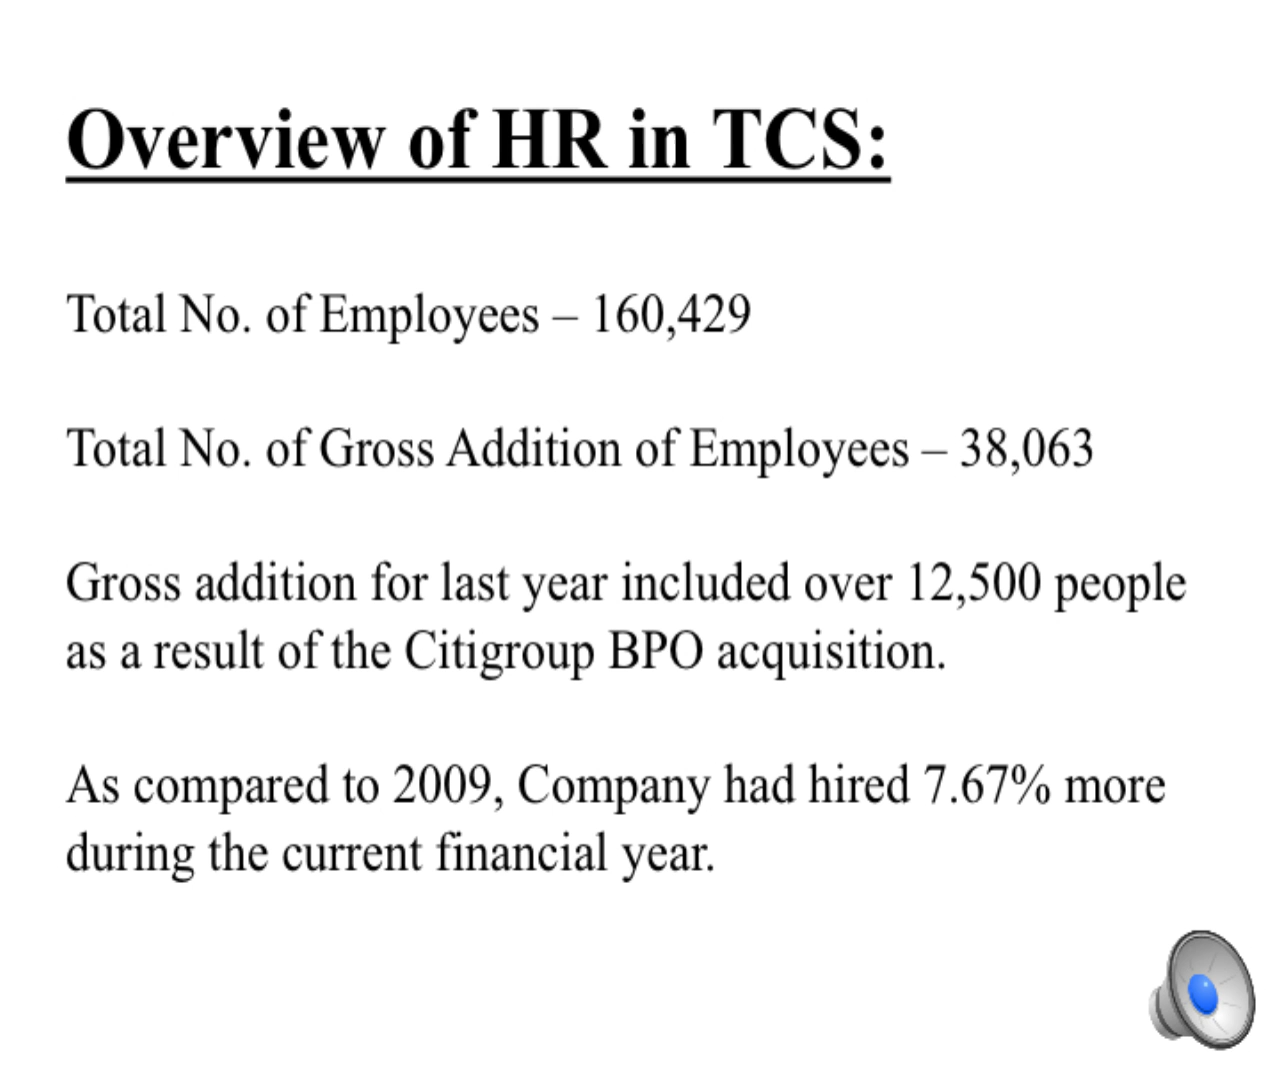 Overview of HR in TCS:
Total No. of Employees – 160,429
Total No. of Gross Addition of Employees – 38,063
Gross addition for last year included over 12,500 people
as a result of the Citigroup BPO acquisition.
As compared to 2009, Company had hired 7.67% more
during the current financial year.